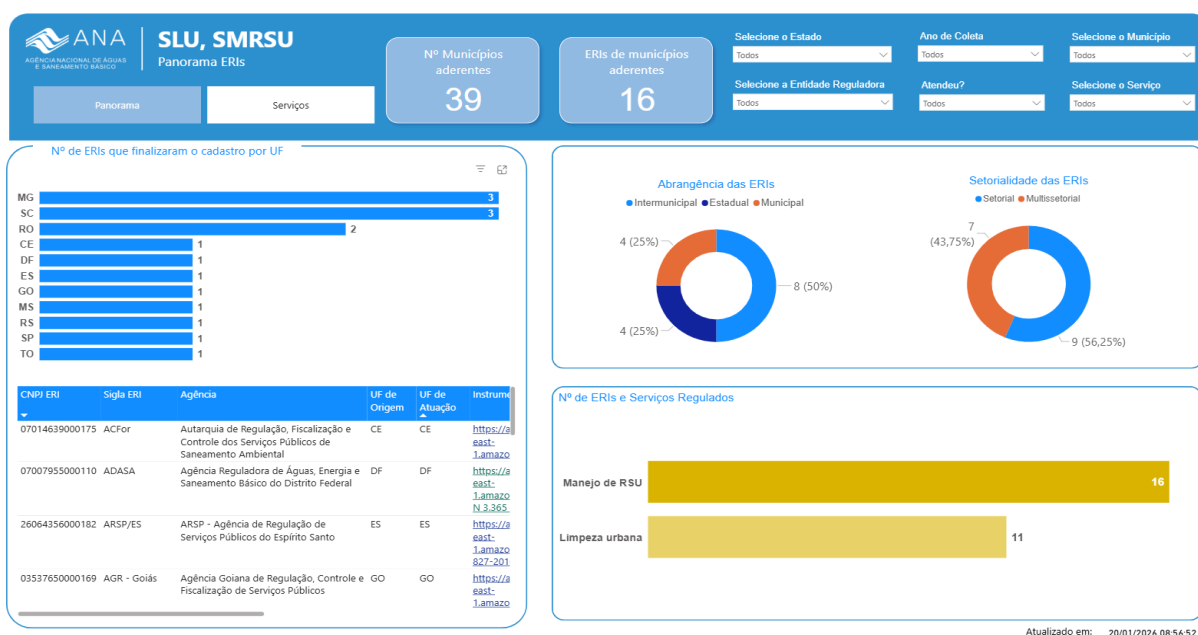 ANA
AGÊNCIA NACIONAL DE ÁGUAS
E SANEAMENTO BÁSICO
SLU, SMRSU
Panorama ERIs
Panorama
Serviços
Nº Municípios
aderentes
39
ERIs de municípios
aderentes
16
Selecione o Estado
Todos
Ano de Coleta
Todos
Selecione o Município
Todos
Selecione a Entidade Reguladora
Todos
Atendeu?
Todos
Selecione o Serviço
Todos
Nº de ERIs que finalizaram o cadastro por UF
MG 3
SC 3
RO 2
CE 1
DF 1
ES 1
GO 1
MS 1
RS 1
SP 1
TO 1
CNPJ ERI Sigla ERI Agência UF de Origem UF de Atuação Instrume
07014639000175 ACFor Autarquia de Regulação, Fiscalização e CE CE https://a
Controle dos Serviços Públicos de east-
Saneamento Ambiental 1.amazo
07007955000110 ADASA Agência Reguladora de Águas, Energia e DF DF https://a
Saneamento Básico do Distrito Federal east-
1.amazo
N 3.365
26064356000182 ARSP/ES ARSP - Agência de Regulação de ES ES https://a
Serviços Públicos do Espírito Santo east-
1.amazo
827-201
03537650000169 AGR - Goiás Agência Goiana de Regulação, Controle e GO GO https://a
Fiscalização de Serviços Públicos east-
1.amazo
Abrangência das ERIs
Intermunicipal Estadual Municipal
4 (25%)
8 (50%)
4 (25%)
Setorialidade das ERIs
Setorial Multissetorial
7
(43,75%)
9 (56,25%)
Nº de ERIs e Serviços Regulados
Manejo de RSU 16
Limpeza urbana 11
Atualizado em: 20/01/2026 08:56:52